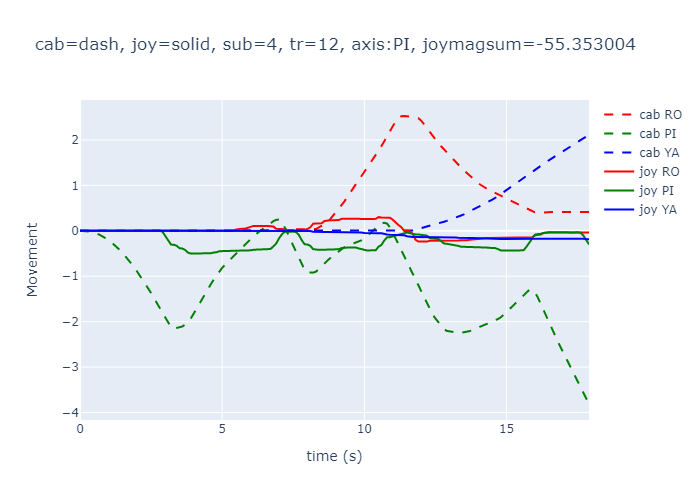 cab=dash, joy=solid, sub=4, tr=12, axis:PI, joymagsum=-55.353004
cab RO
cab PI
cab YA
joy RO
joy PI
joy YA
2
1
0
−1
−2
−3
−4
Movement
0
5
10
15
time (s)